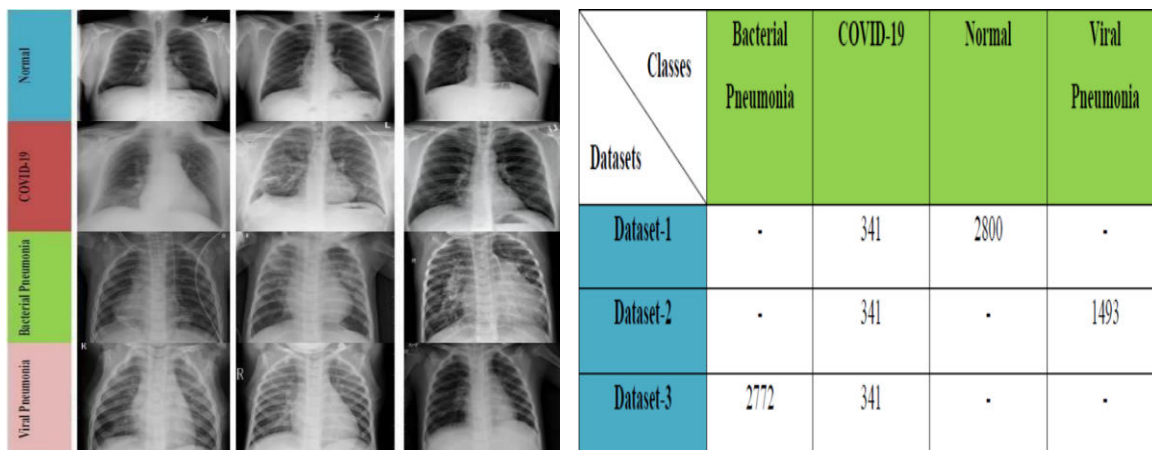 Normal
COVID-19
Bacterial Pneumonia
Viral Pneumonia
L
R
R
Classes
Datasets
Bacterial Pneumonia
COVID-19
Normal
Viral Pneumonia
Dataset-1 - 341 2800 -
Dataset-2 - 341 - 1493
Dataset-3 2772 341 - -